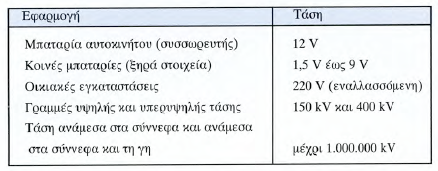 Εφαρμογή Τάση
Μπαταρία αυτοκινήτου (συσσωρευτής) 12 V
Κοινές μπαταρίες (ξηρά στοιχεία) 1,5 V έως 9 V
Οικιακές εγκαταστάσεις 220 V (εναλλασσόμενη)
Γραμμές υψηλής και υπερυψηλής τάσης 150 kV και 400 kV
Τάση ανάμεσα στα σύννεφα και ανάμεσα
στα σύννεφα και τη γη μέχρι 1.000.000 kV